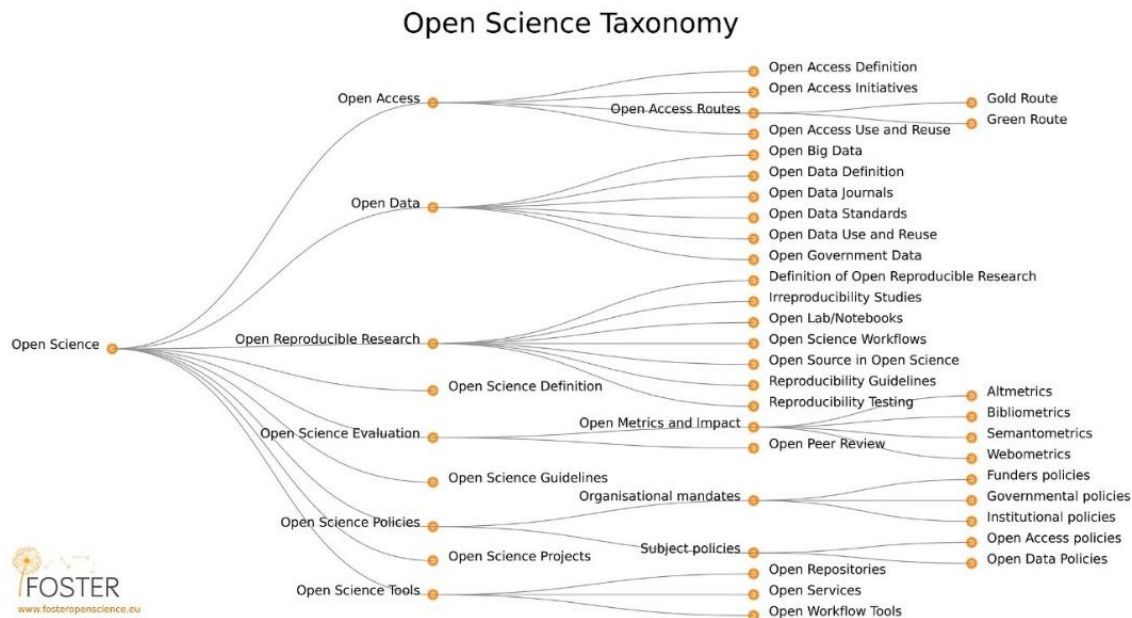 Open Science Taxonomy
Open Science
Open Access
Open Access Definition
Open Access Initiatives
Open Access Routes
Gold Route
Green Route
Open Access Use and Reuse
Open Data
Open Big Data
Open Data Definition
Open Data Journals
Open Data Standards
Open Data Use and Reuse
Open Government Data
Open Reproducible Research
Definition of Open Reproducible Research
Irreproducibility Studies
Open Lab/Notebooks
Open Science Workflows
Open Source in Open Science
Reproducibility Guidelines
Reproducibility Testing
Open Science Definition
Open Science Evaluation
Open Metrics and Impact
Altmetrics
Bibliometrics
Semantometrics
Webometrics
Open Peer Review
Open Science Guidelines
Open Science Policies
Organisational mandates
Funders policies
Governmental policies
Institutional policies
Subject policies
Open Access policies
Open Data Policies
Open Science Projects
Open Science Tools
Open Repositories
Open Services
Open Workflow Tools
FOSTER
www.fosteropenscience.eu